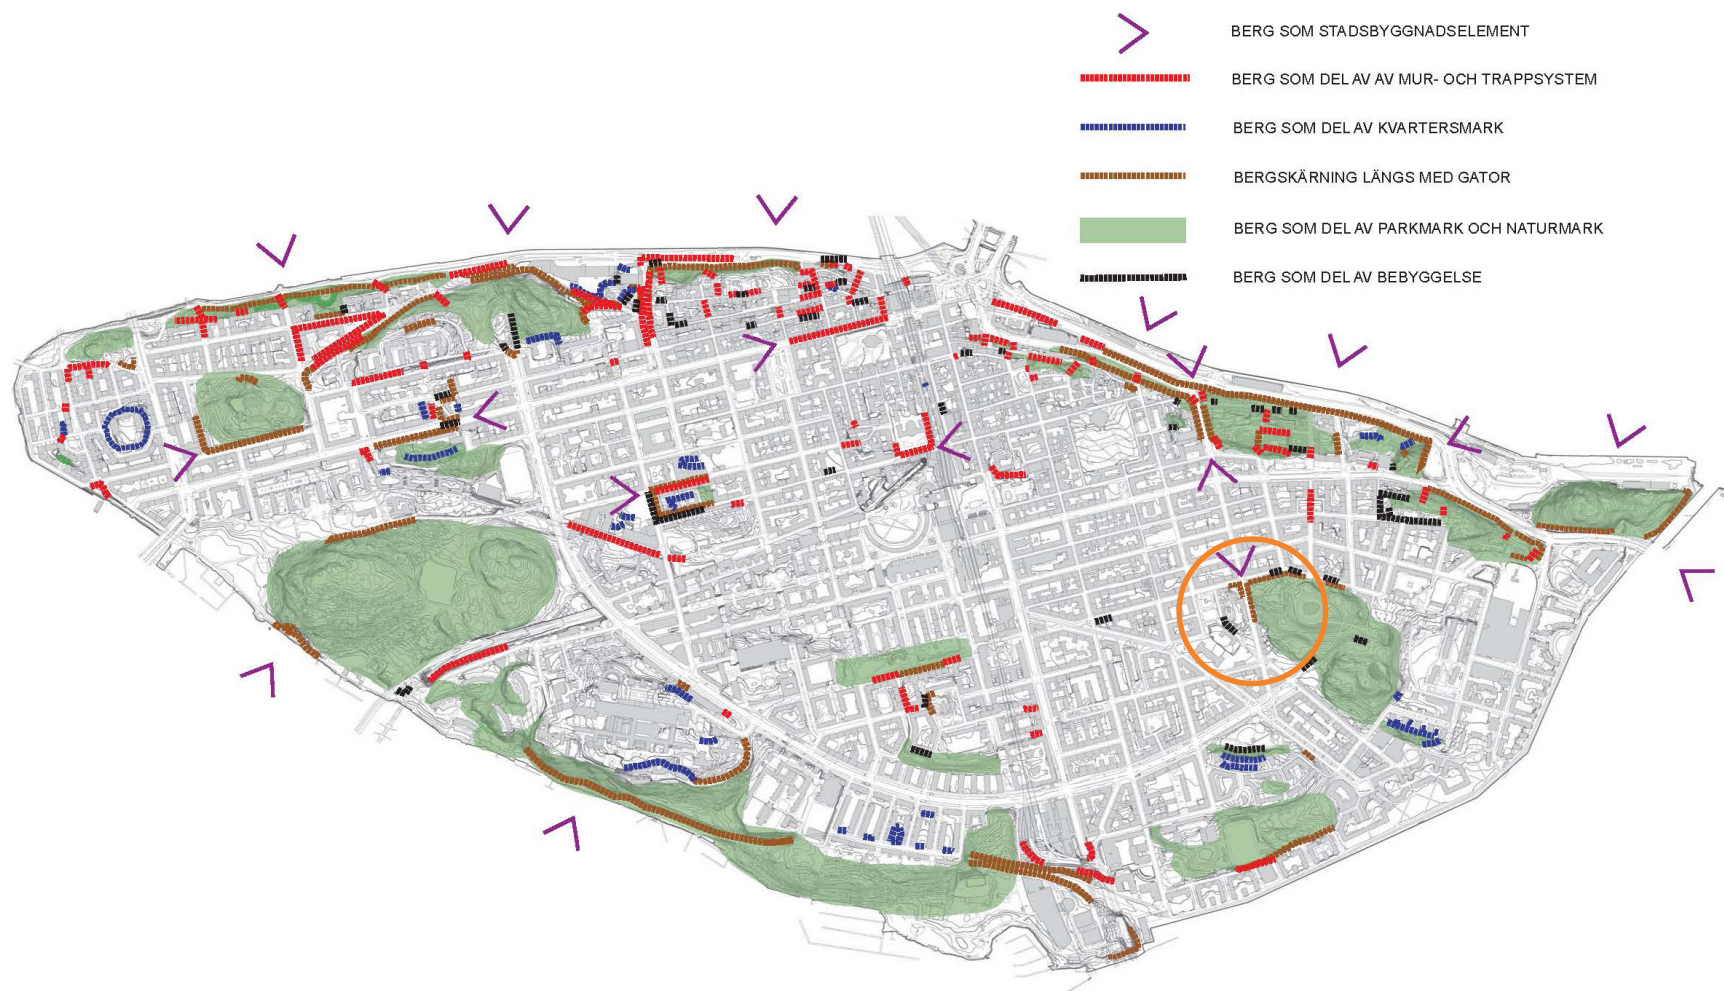 BERG SOM STADSBYGGNADSELEMENT
BERG SOM DEL AV AV MUR- OCH TRAPPSYSTEM
BERG SOM DEL AV KVARTERSMARK
BERGSKÄRNING LÄNGS MED GATOR
BERG SOM DEL AV PARKMARK OCH NATURMARK
BERG SOM DEL AV BEBYGGELSE